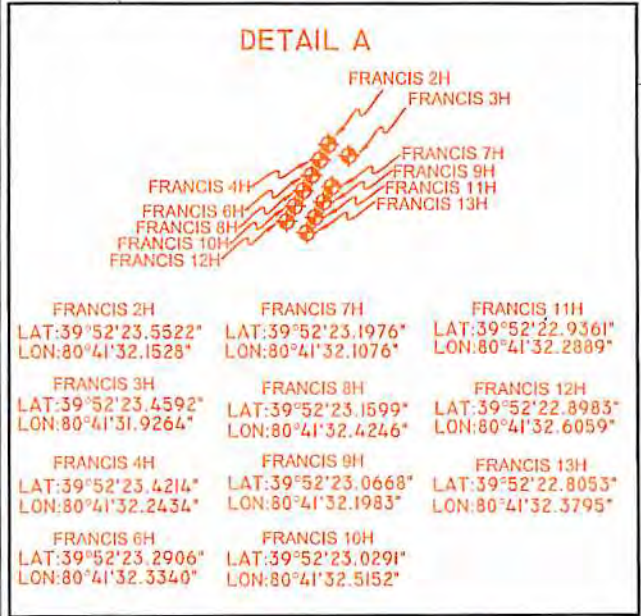 DETAIL A
FRANCIS 2H
FRANCIS 3H
FRANCIS 7H
FRANCIS 9H
FRANCIS 11H
FRANCIS 13H
FRANCIS 4H
FRANCIS 6H
FRANCIS 8H
FRANCIS 10H
FRANCIS 12H
FRANCIS 2H
LAT:39°52'23.5522"
LON:80°41'32.1528"
FRANCIS 3H
LAT:39°52'23.4592"
LON:80°41'31.9264"
FRANCIS 4H
LAT:39°52'23.4214"
LON:80°41'32.2434"
FRANCIS 6H
LAT:39°52'23.2906"
LON:80°41'32.3340"
FRANCIS 7H
LAT:39°52'23.1976"
LON:80°41'32.1076"
FRANCIS 8H
LAT:39°52'23.1599"
LON:80°41'32.4246"
FRANCIS 9H
LAT:39°52'23.0668"
LON:80°41'32.1983"
FRANCIS 10H
LAT:39°52'23.0291"
LON:80°41'32.5152"
FRANCIS 11H
LAT:39°52'22.9361"
LON:80°41'32.2889"
FRANCIS 12H
LAT:39°52'22.8983"
LON:80°41'32.6059"
FRANCIS 13H
LAT:39°52'22.8053"
LON:80°41'32.3795"